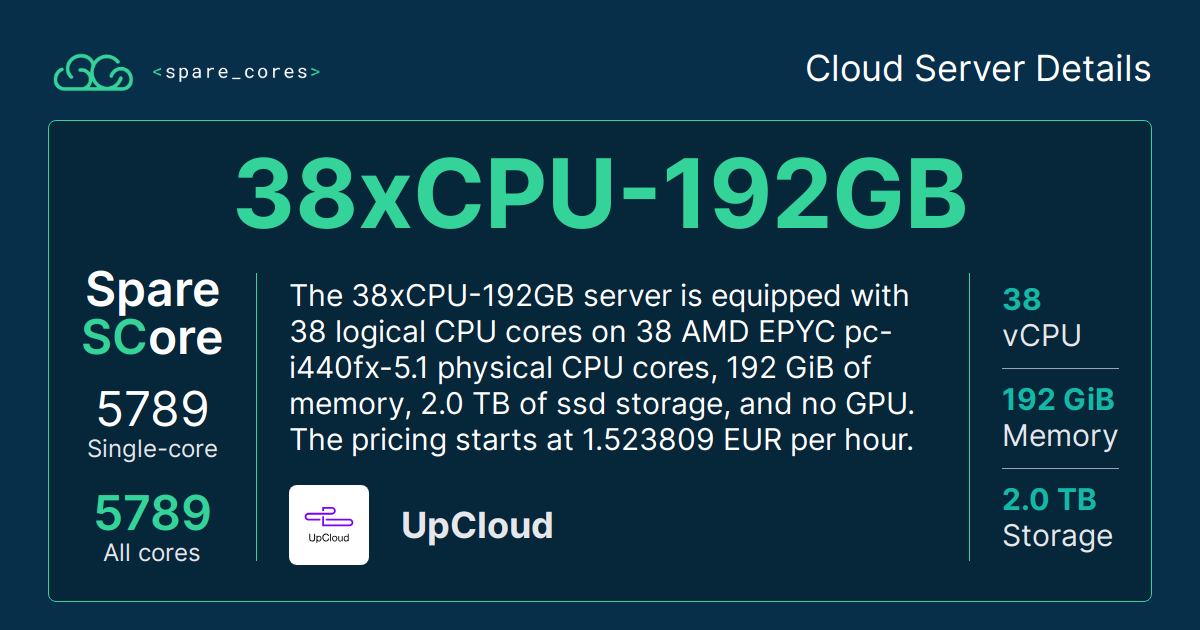 <spare_cores>
Cloud Server Details
38xCPU-192GB
Spare
SCore
5789
Single-core
5789
All cores
The 38xCPU-192GB server is equipped with
38 logical CPU cores on 38 AMD EPYC pc-
i440fx-5.1 physical CPU cores, 192 GiB of
memory, 2.0 TB of ssd storage, and no GPU.
The pricing starts at 1.523809 EUR per hour.
UpCloud
UpCloud
38
vCPU
192 GiB
Memory
2.0 TB
Storage